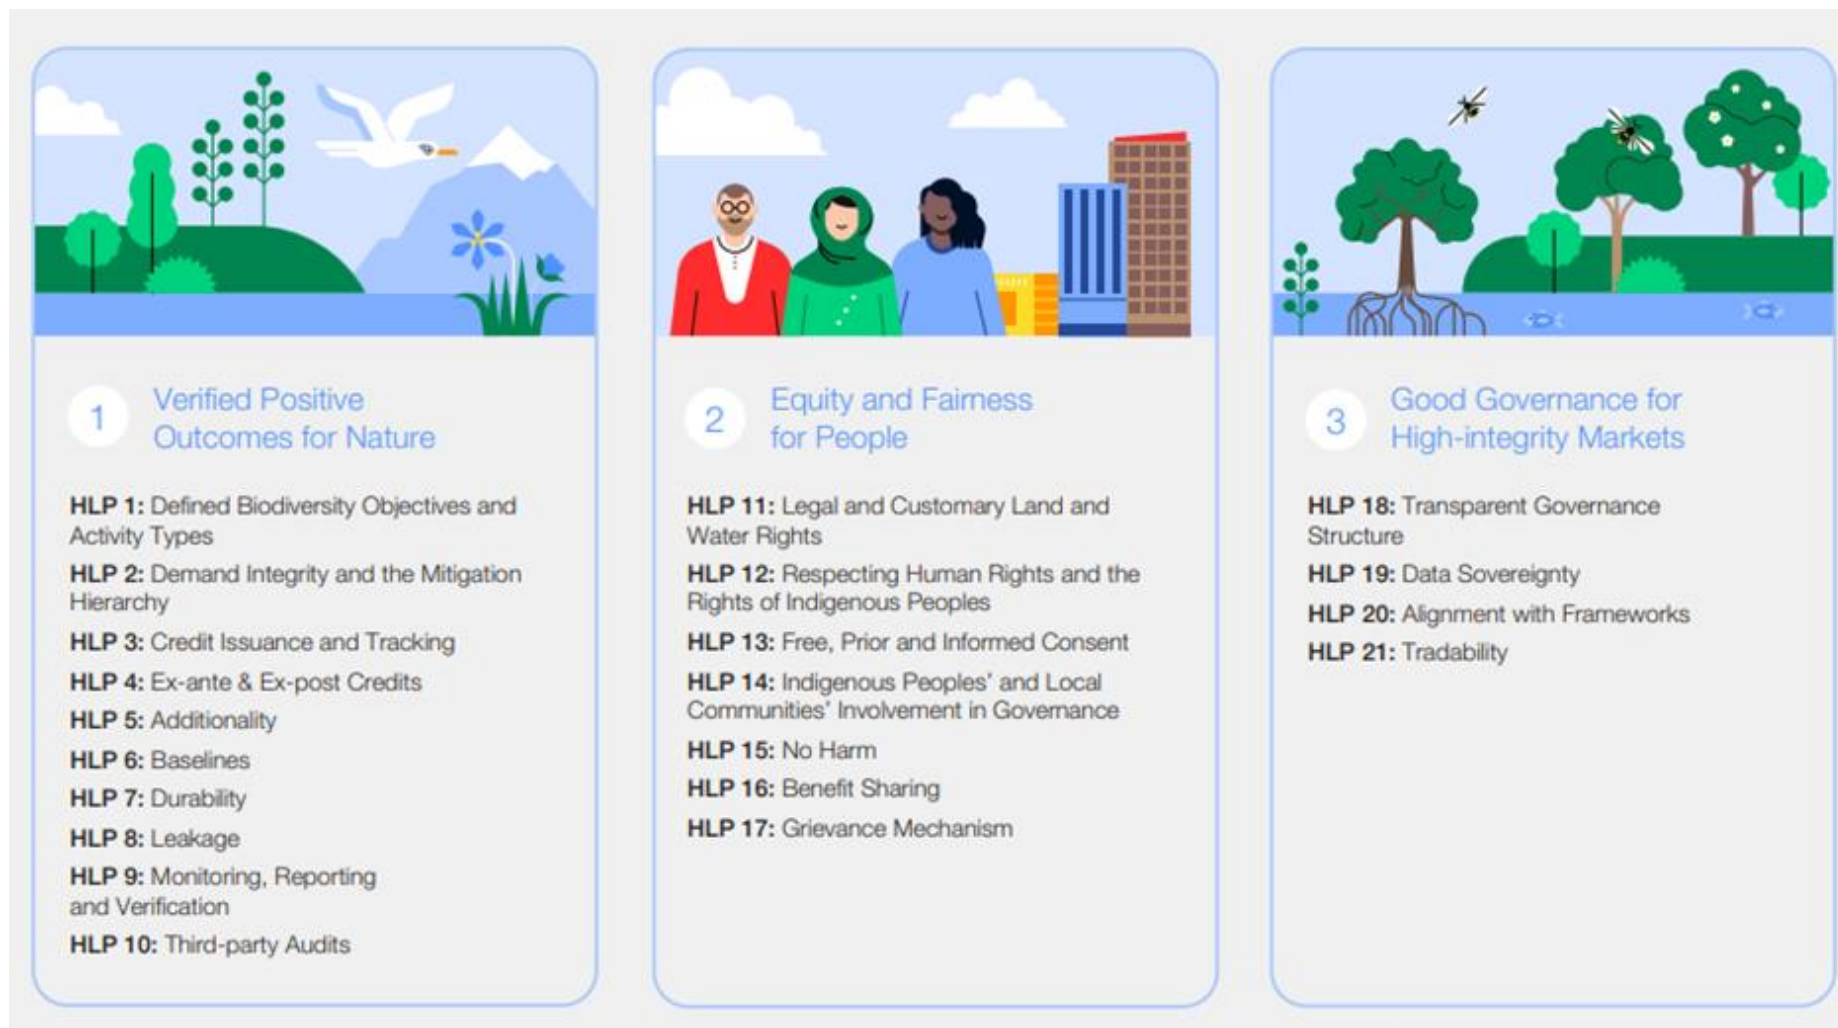 1
Verified Positive
Outcomes for Nature
HLP 1: Defined Biodiversity Objectives and
Activity Types
HLP 2: Demand Integrity and the Mitigation
Hierarchy
HLP 3: Credit Issuance and Tracking
HLP 4: Ex-ante & Ex-post Credits
HLP 5: Additionality
HLP 6: Baselines
HLP 7: Durability
HLP 8: Leakage
HLP 9: Monitoring, Reporting
and Verification
HLP 10: Third-party Audits
2
Equity and Fairness
for People
HLP 11: Legal and Customary Land and
Water Rights
HLP 12: Respecting Human Rights and the
Rights of Indigenous Peoples
HLP 13: Free, Prior and Informed Consent
HLP 14: Indigenous Peoples' and Local
Communities' Involvement in Governance
HLP 15: No Harm
HLP 16: Benefit Sharing
HLP 17: Grievance Mechanism
3
Good Governance for
High-integrity Markets
HLP 18: Transparent Governance
Structure
HLP 19: Data Sovereignty
HLP 20: Alignment with Frameworks
HLP 21: Tradability